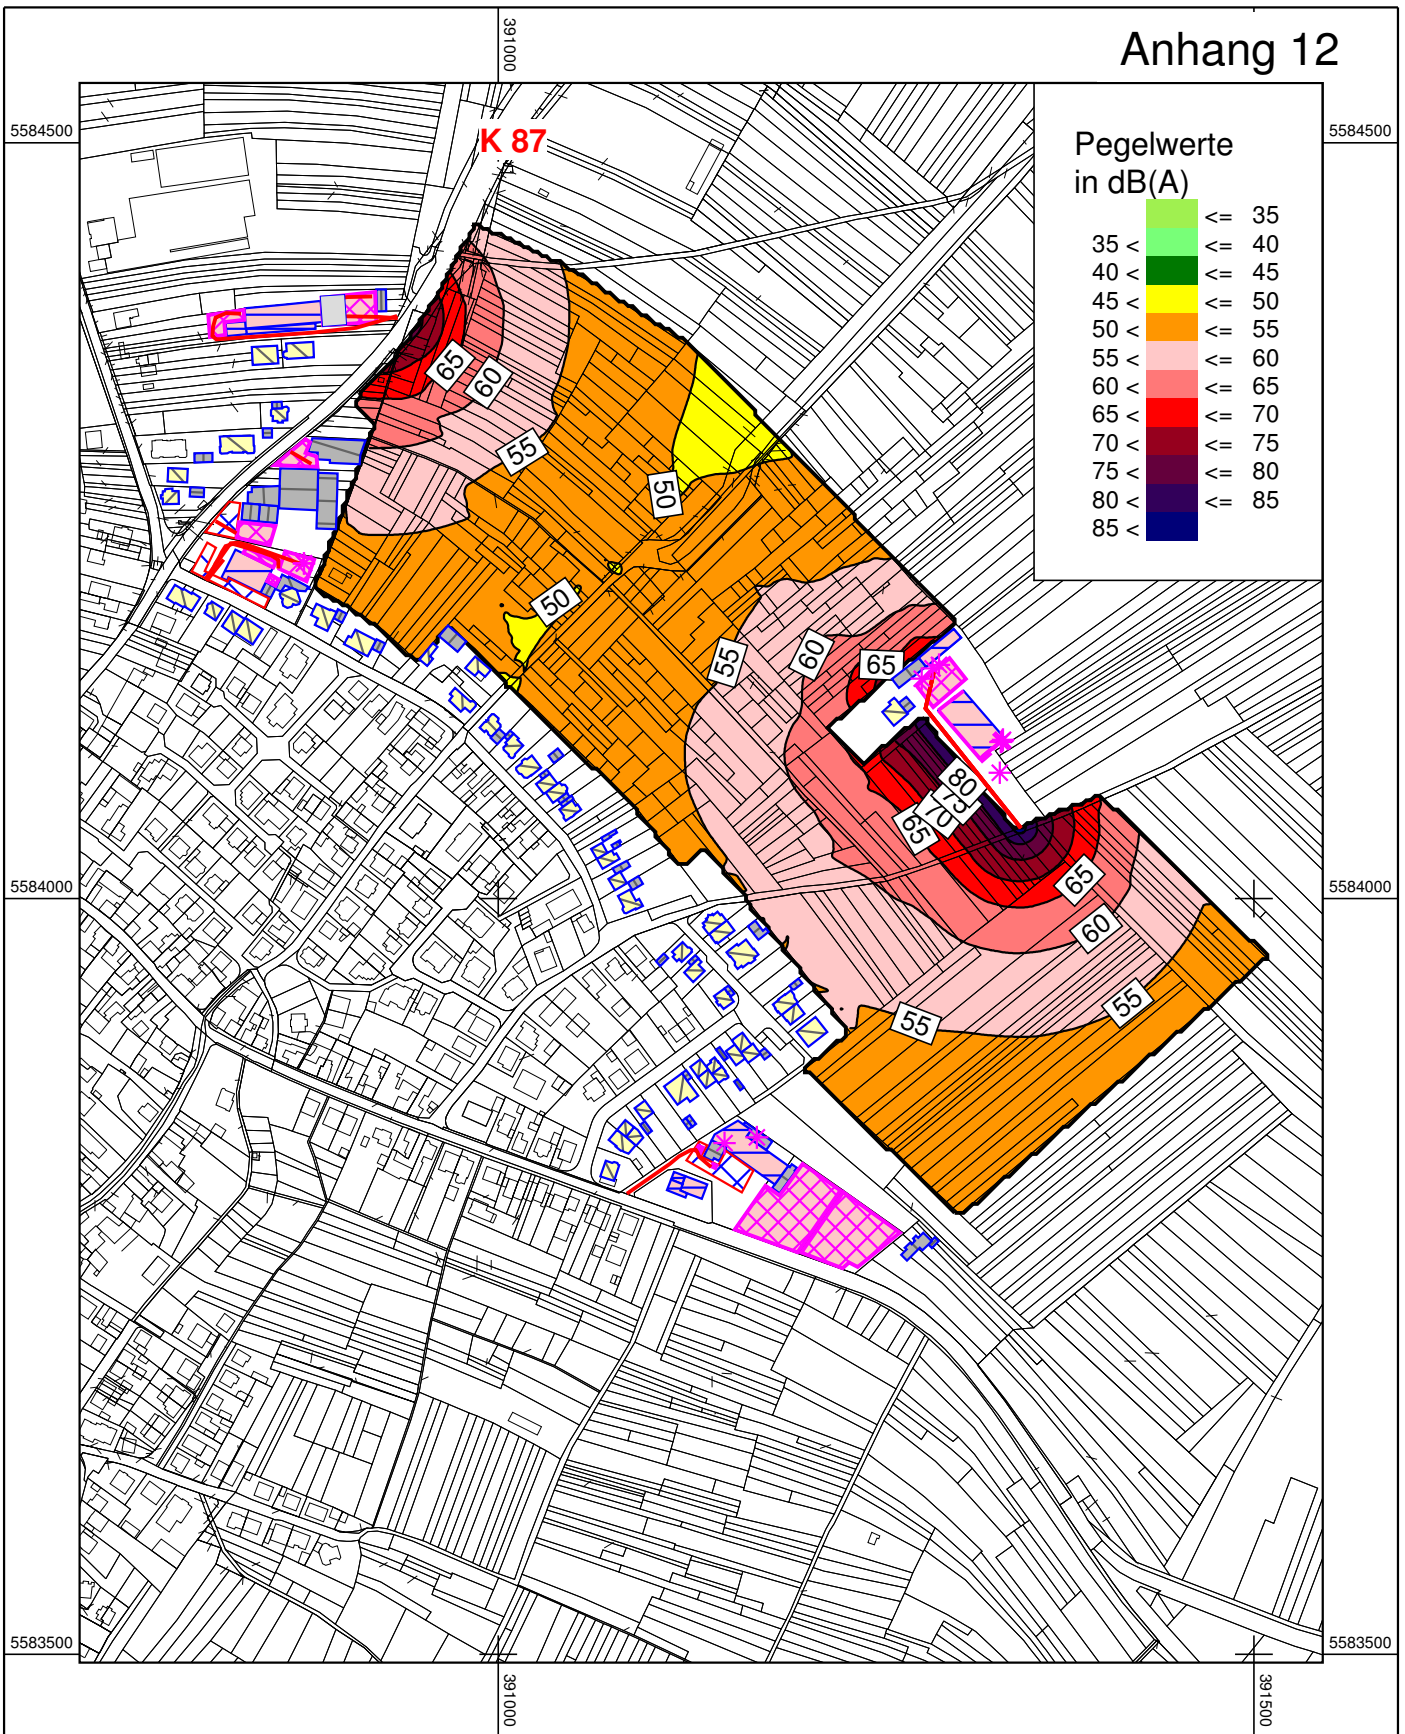 Anhang 12
391000
5584500
5584500
K 87
Pegelwerte
in dB(A)
<= 35
35 < <= 40
40 < <= 45
45 < <= 50
50 < <= 55
55 < <= 60
60 < <= 65
65 < <= 70
70 < <= 75
75 < <= 80
80 < <= 85
85 <
65
60
55
50
50
55
60
65
80
75
70
65
65
60
55
55
5584000
5584000
5583500
5583500
391000
391500